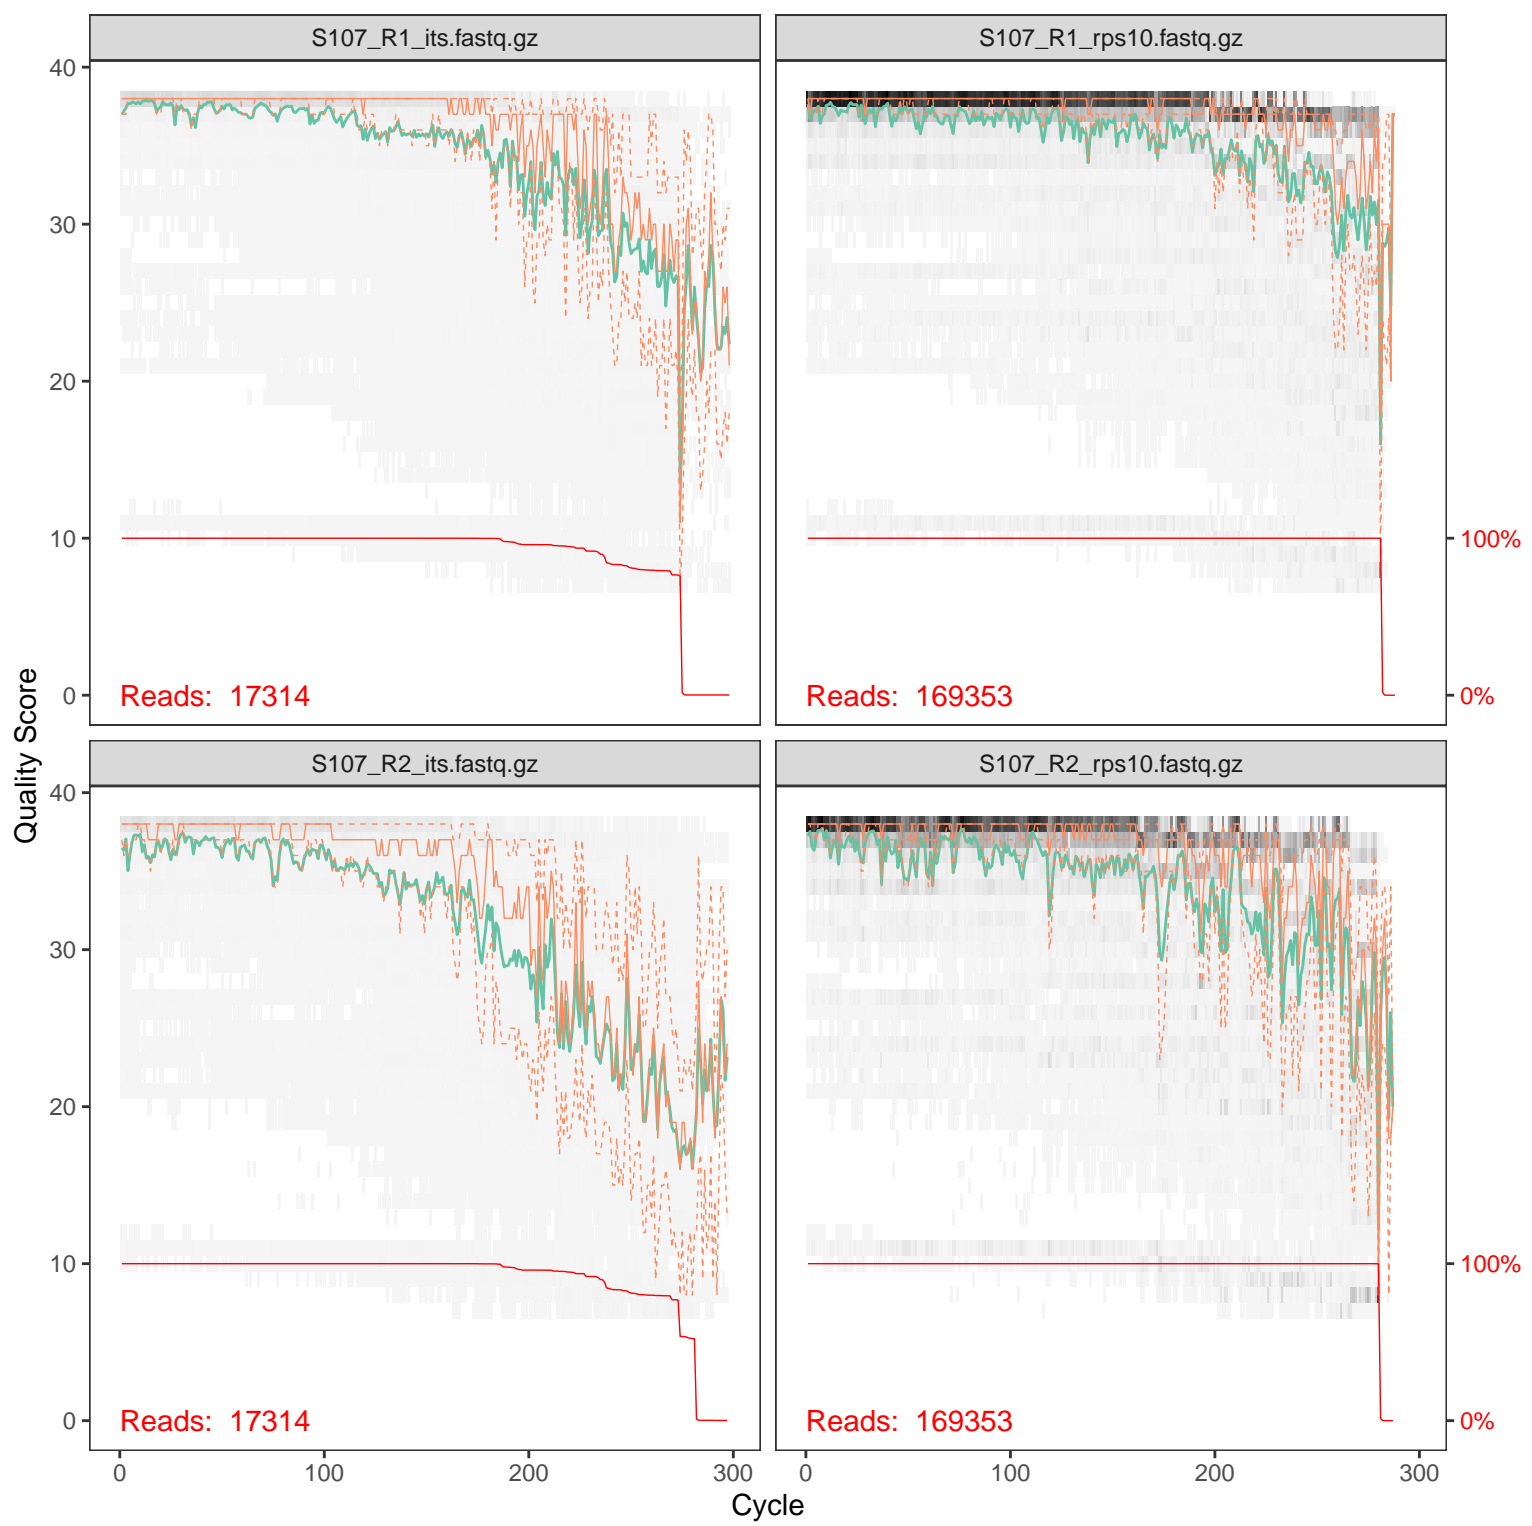 S107_R1_its.fastq.gz
S107_R1_rps10.fastq.gz
40
30
20
10
0
100%
0%
Reads: 17314
Reads: 169353
Quality Score
S107_R2_its.fastq.gz
S107_R2_rps10.fastq.gz
40
30
20
10
0
100%
0%
Reads: 17314
Reads: 169353
0
100
200
300
0
100
200
300
Cycle